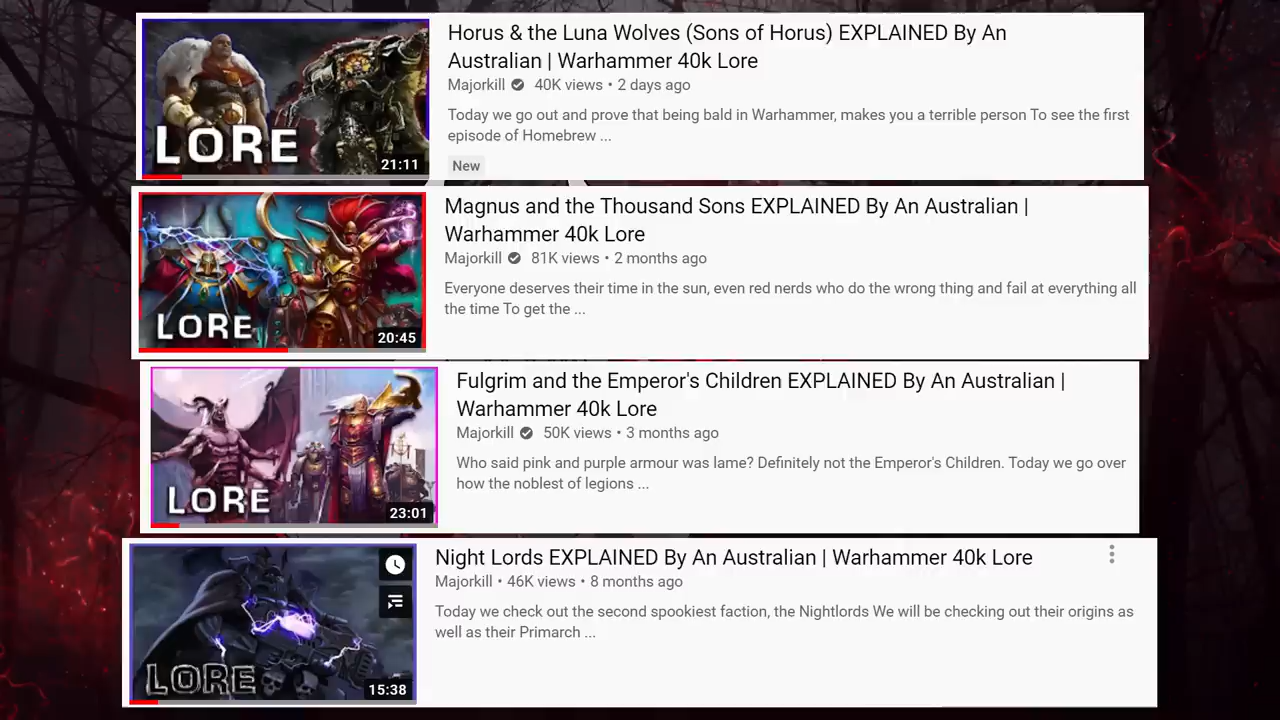 Horus & the Luna Wolves (Sons of Horus) EXPLAINED By An
Australian | Warhammer 40k Lore
Majorkill 40K views • 2 days ago
Today we go out and prove that being bald in Warhammer, makes you a terrible person To see the first
episode of Homebrew ...
New
LORE
21:11
Magnus and the Thousand Sons EXPLAINED By An Australian |
Warhammer 40k Lore
Majorkill 81K views • 2 months ago
Everyone deserves their time in the sun, even red nerds who do the wrong thing and fail at everything all
the time To get the ...
LORE
20:45
Fulgrim and the Emperor's Children EXPLAINED By An Australian |
Warhammer 40k Lore
Majorkill 50K views • 3 months ago
Who said pink and purple armour was lame? Definitely not the Emperor's Children. Today we go over
how the noblest of legions ...
LORE
23:01
Night Lords EXPLAINED By An Australian | Warhammer 40k Lore
Majorkill • 46K views • 8 months ago
Today we check out the second spookiest faction, the Nightlords We will be checking out their origins as
well as their Primarch ...
LORE
15:38